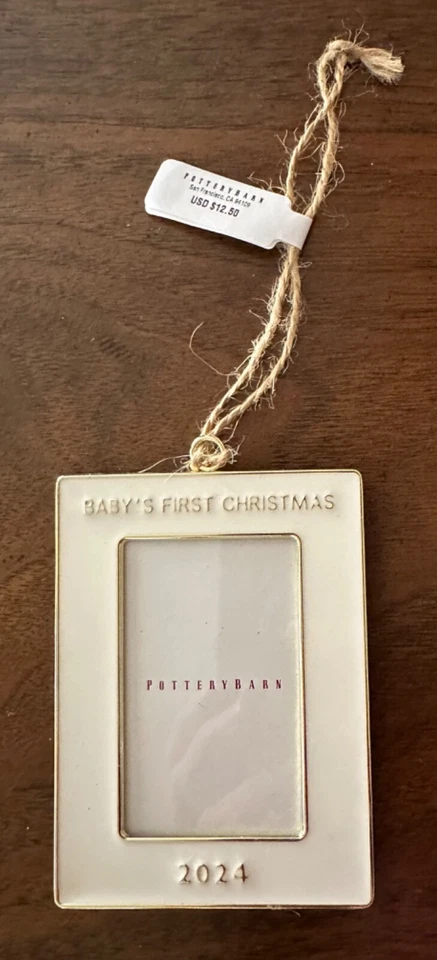 POTTERYBARN
San Francisco, CA 94109
USD $12.50
BABY'S FIRST CHRISTMAS
POTTERYBARN
2024